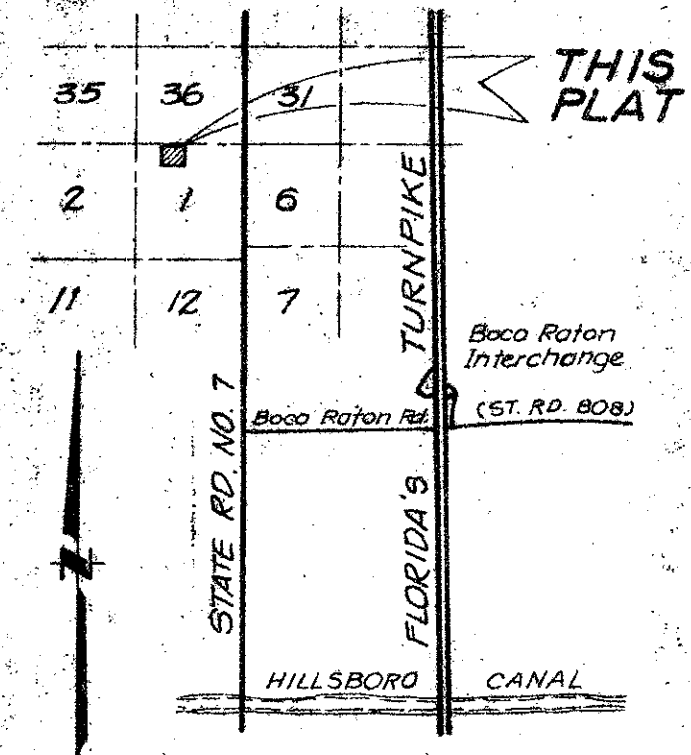 THIS
PLAT
35 36 31
2 1 6
11 12 7
TURNPIKE
Boca Raton
Interchange
Boca Raton Rd.
(ST. RD. 808)
STATE RD. NO. 7
FLORIDA'S
N
HILLSBORO CANAL